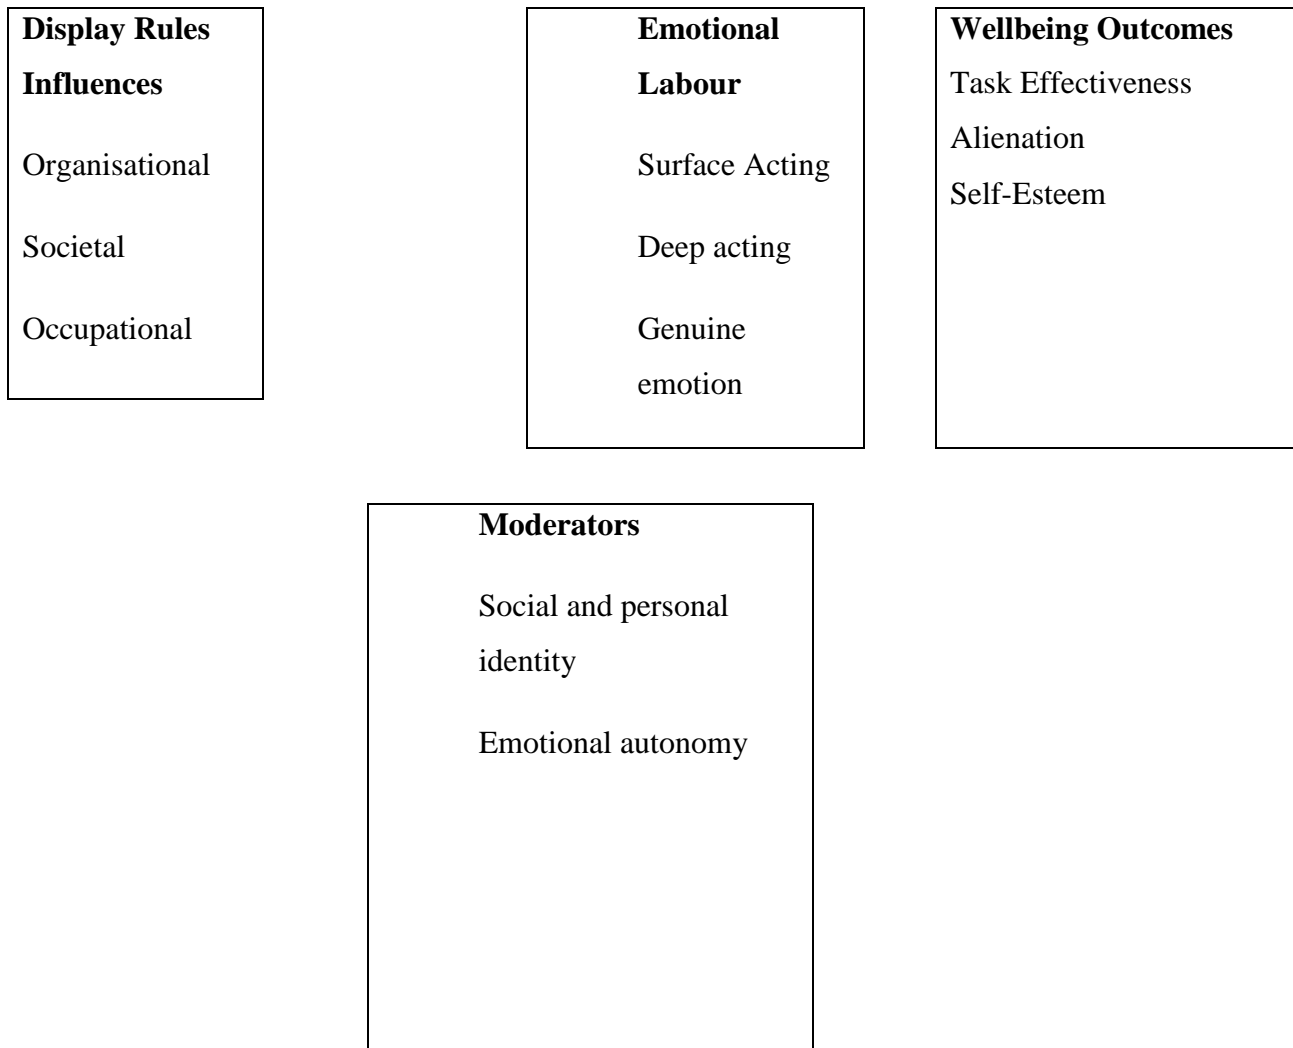 Display Rules
Influences
Organisational
Societal
Occupational
Emotional
Labour
Surface Acting
Deep acting
Genuine
emotion
Wellbeing Outcomes
Task Effectiveness
Alienation
Self-Esteem
Moderators
Social and personal
identity
Emotional autonomy